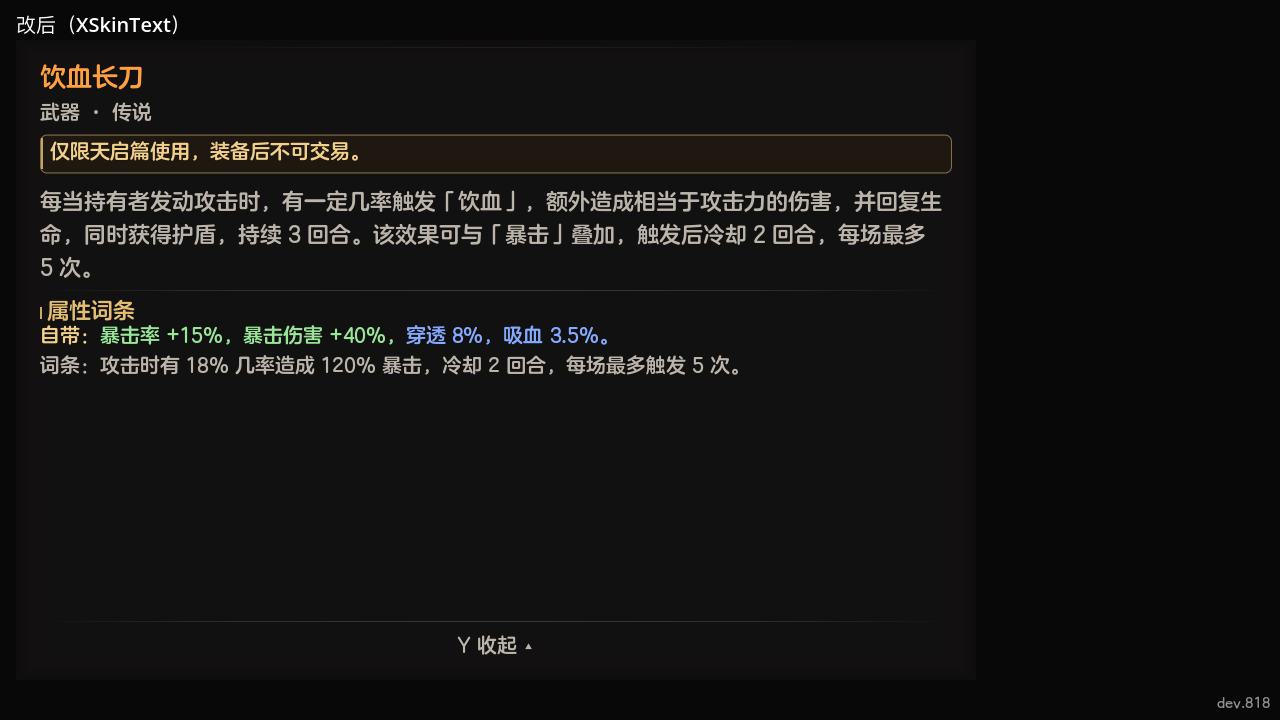 改后（XSkinText）
饮血长刀
武器 · 传说
仅限天启篇使用，装备后不可交易。
每当持有者发动攻击时，有一定几率触发「饮血」，额外造成相当于攻击力的伤害，并回复生
命，同时获得护盾，持续 3 回合。该效果可与「暴击」叠加，触发后冷却 2 回合，每场最多
5 次。
属性词条
自带：暴击率 +15%，暴击伤害 +40%，穿透 8%，吸血 3.5%。
词条：攻击时有 18% 几率造成 120% 暴击，冷却 2 回合，每场最多触发 5 次。
Y 收起 ▲
dev.818